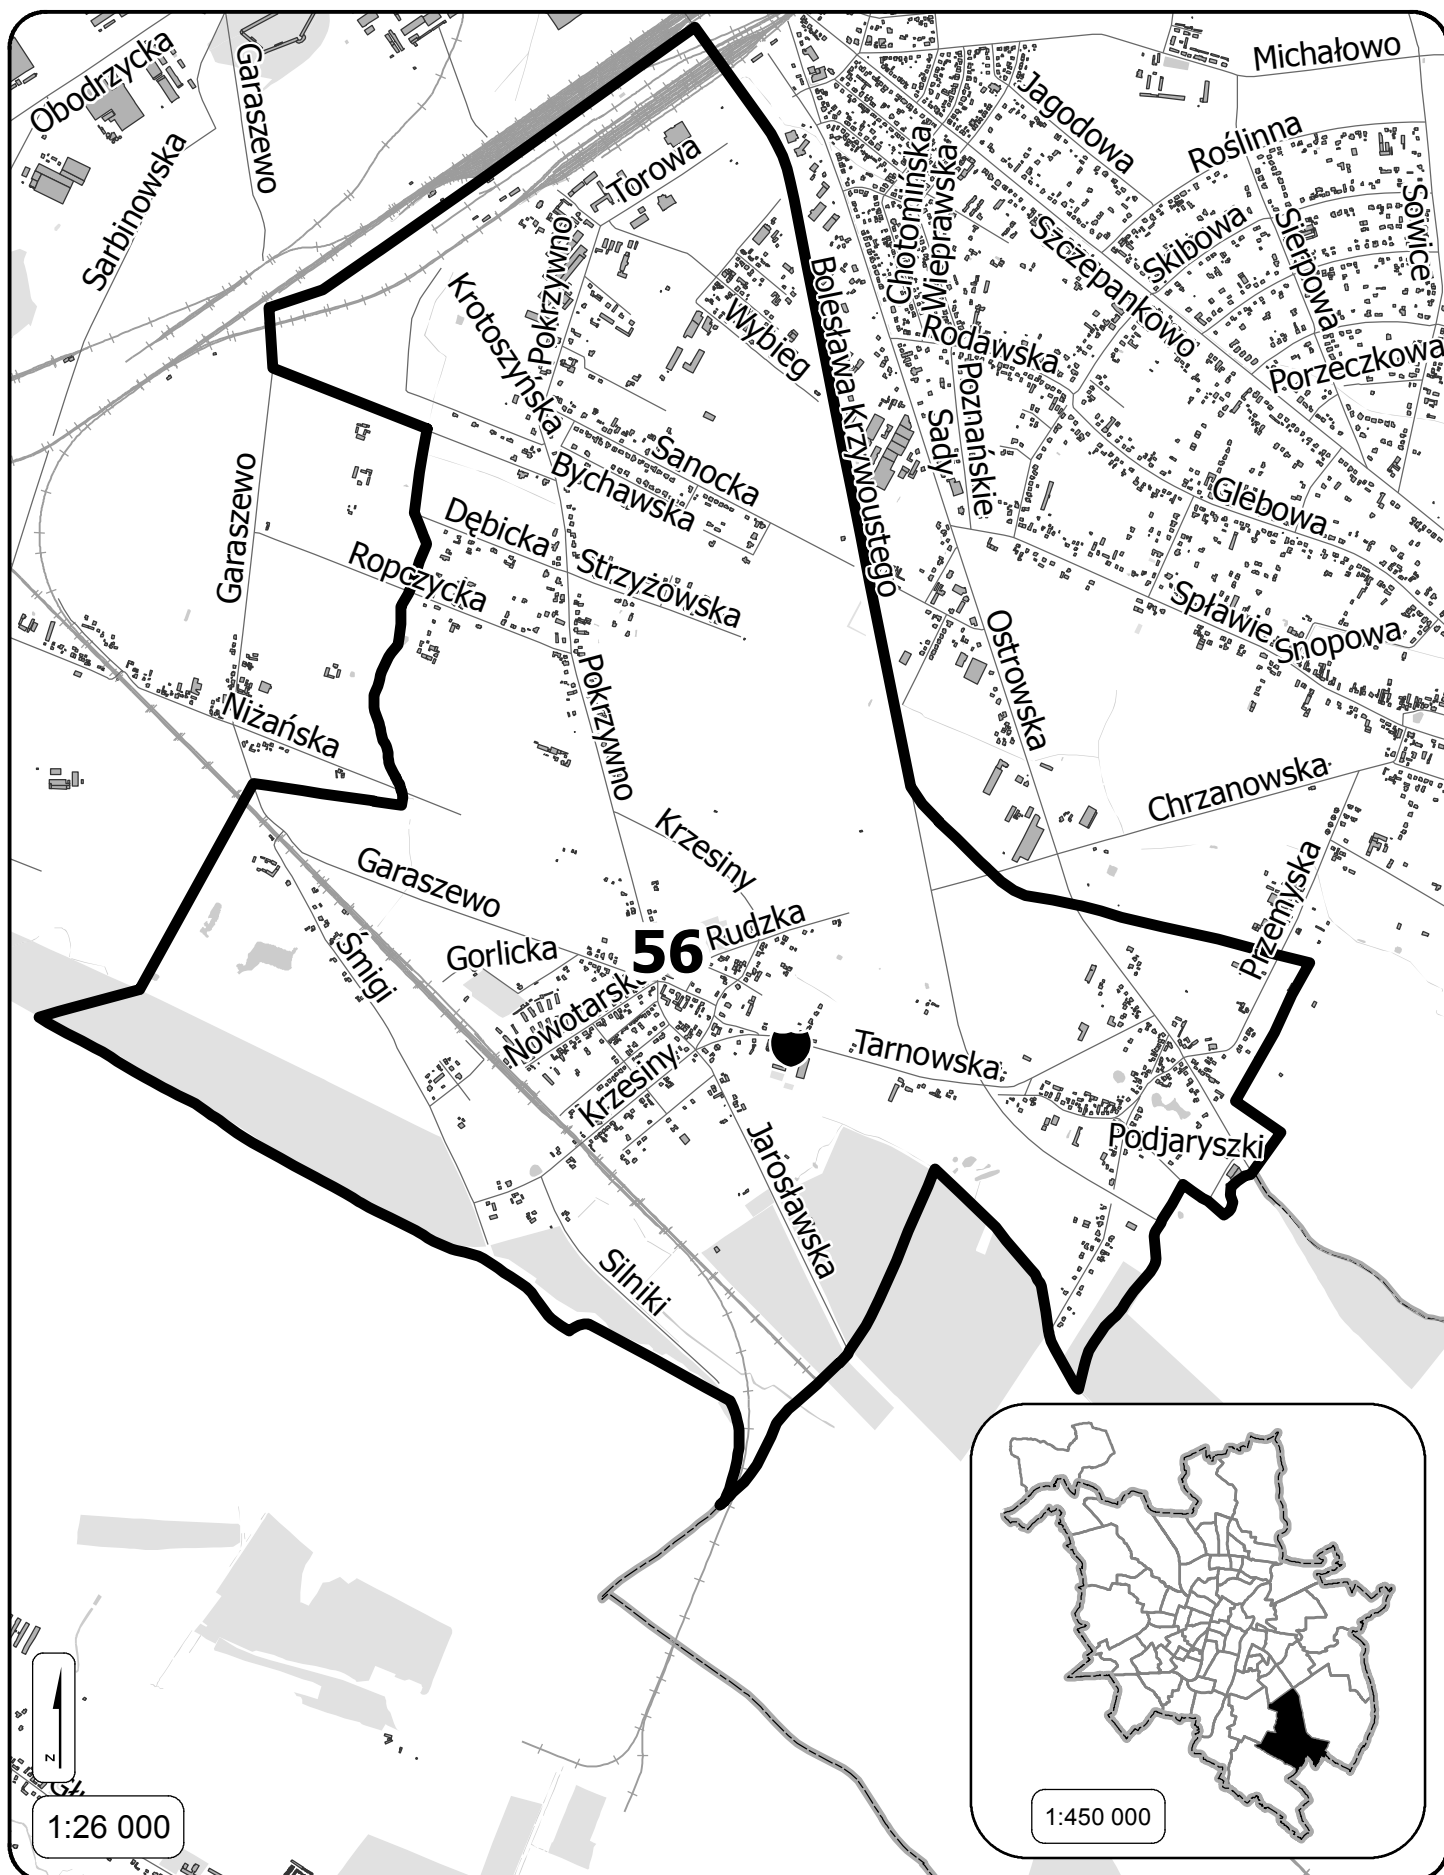 Obodrzycka
Garaszewo
Sarbinowska
Michałowo
Jagodowa
Roślinna
Sowice
Chotomińska
Wieprawska
Szczepankowo
Skibowa
Sierpowa
Torowa
Pokrzywno
Krotoszyńska
Wybieg
Bolesława Krzywoustego
Rodawska
Porzeczkowa
Sady
Poznańskie
Garaszewo
Sanocka
Bychawska
Dębicka
Strzyżowska
Ropczycka
Glebowa
Spławie
Snopowa
Ostrowska
Niżańska
Pokrzywno
Chrzanowska
Przemyska
Krzesiny
Garaszewo
Gorlicka
56
Rudzka
Śmigi
Nowotarska
Tarnowska
Krzesiny
Podjaryszki
Jarosławska
Silniki
z
1:26 000
1:450 000